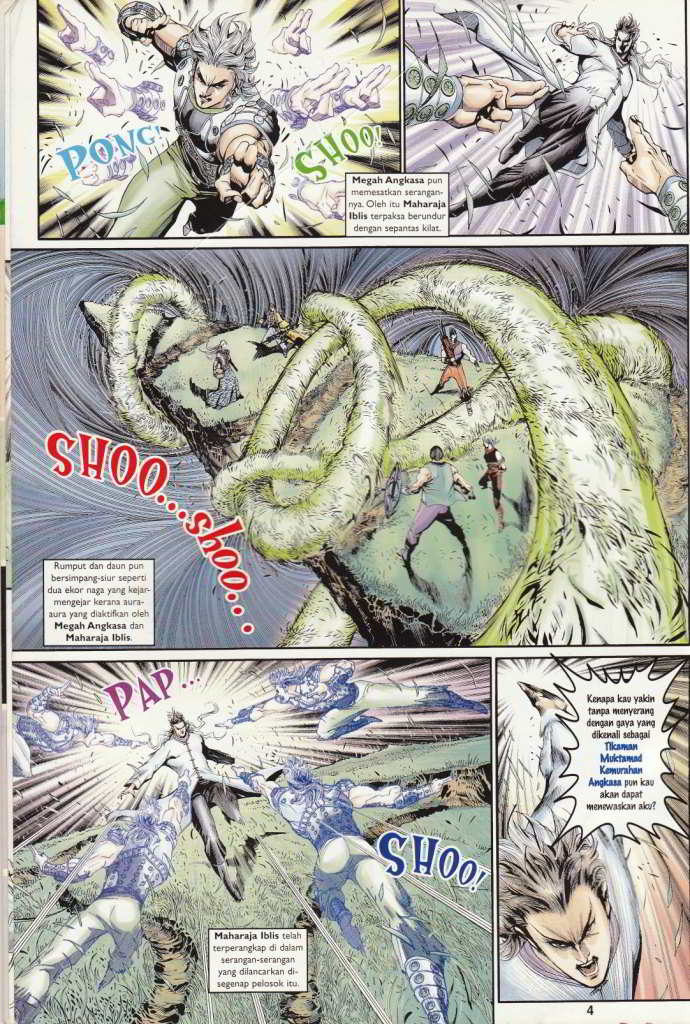 PONG!
SHOO!
Megah Angkasa pun
memesatkan serangan-
nya. Oleh itu Maharaja
Iblis terpaksa berundur
dengan sepantas kilat.
SHOO...shoo...
Rumput dan daun pun
bersimpang-siur seperti
dua ekor naga yang kejar-
mengejar kerana aura-
aura yang diaktifkan oleh
Megah Angkasa dan
Maharaja Iblis.
PAP...
SHOO!
Maharaja Iblis telah
terperangkap di dalam
serangan-serangan
yang dilancarkan di-
segenap pelosok itu.
Kenapa kau yakin
tanpa menyerang
dengan gaya yang
dikenali sebagai
Tikaman
Muktamad
Kemurahan
Angkasa pun kau
akan dapat
menewaskan aku?
4